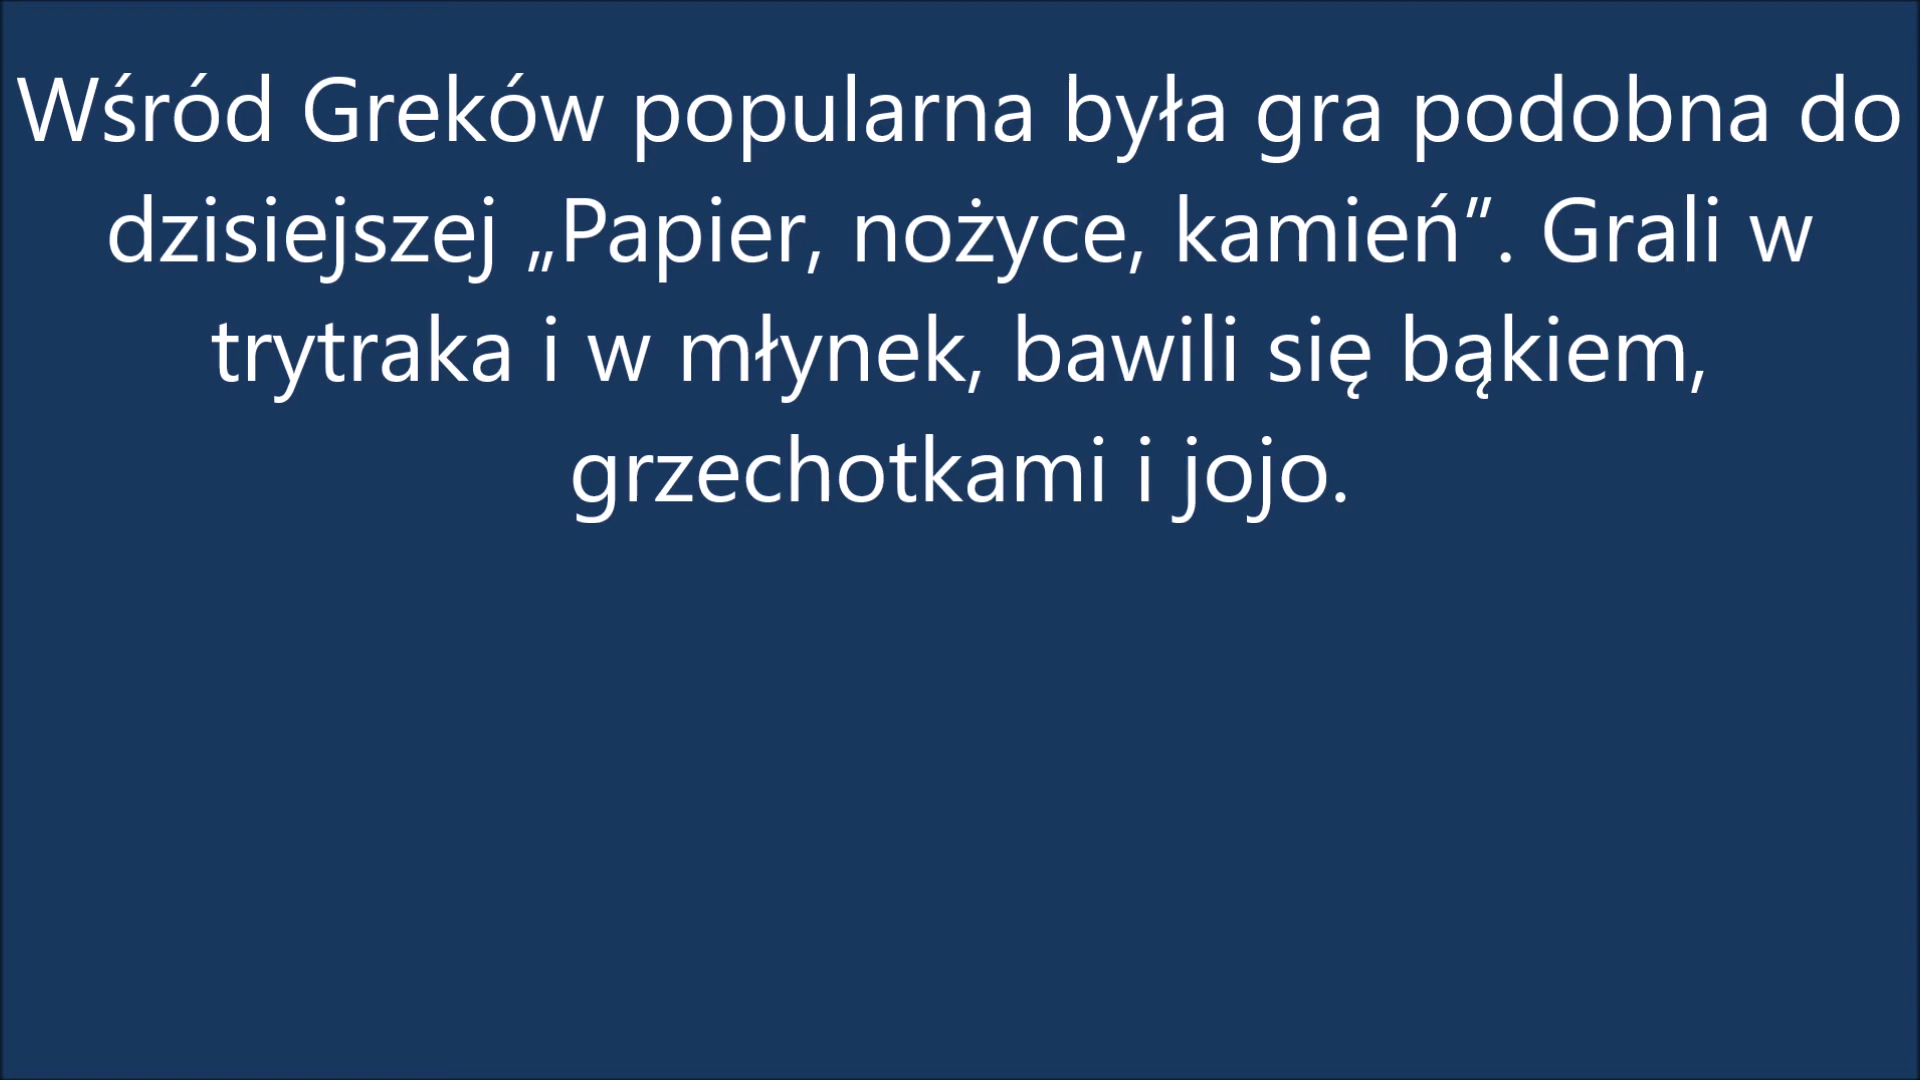 Wśród Greków popularna była gra podobna do
dzisiejszej „Papier, nożyce, kamień”. Grali w
trytraka i w młynek, bawili się bąkiem,
grzechotkami i jojo.